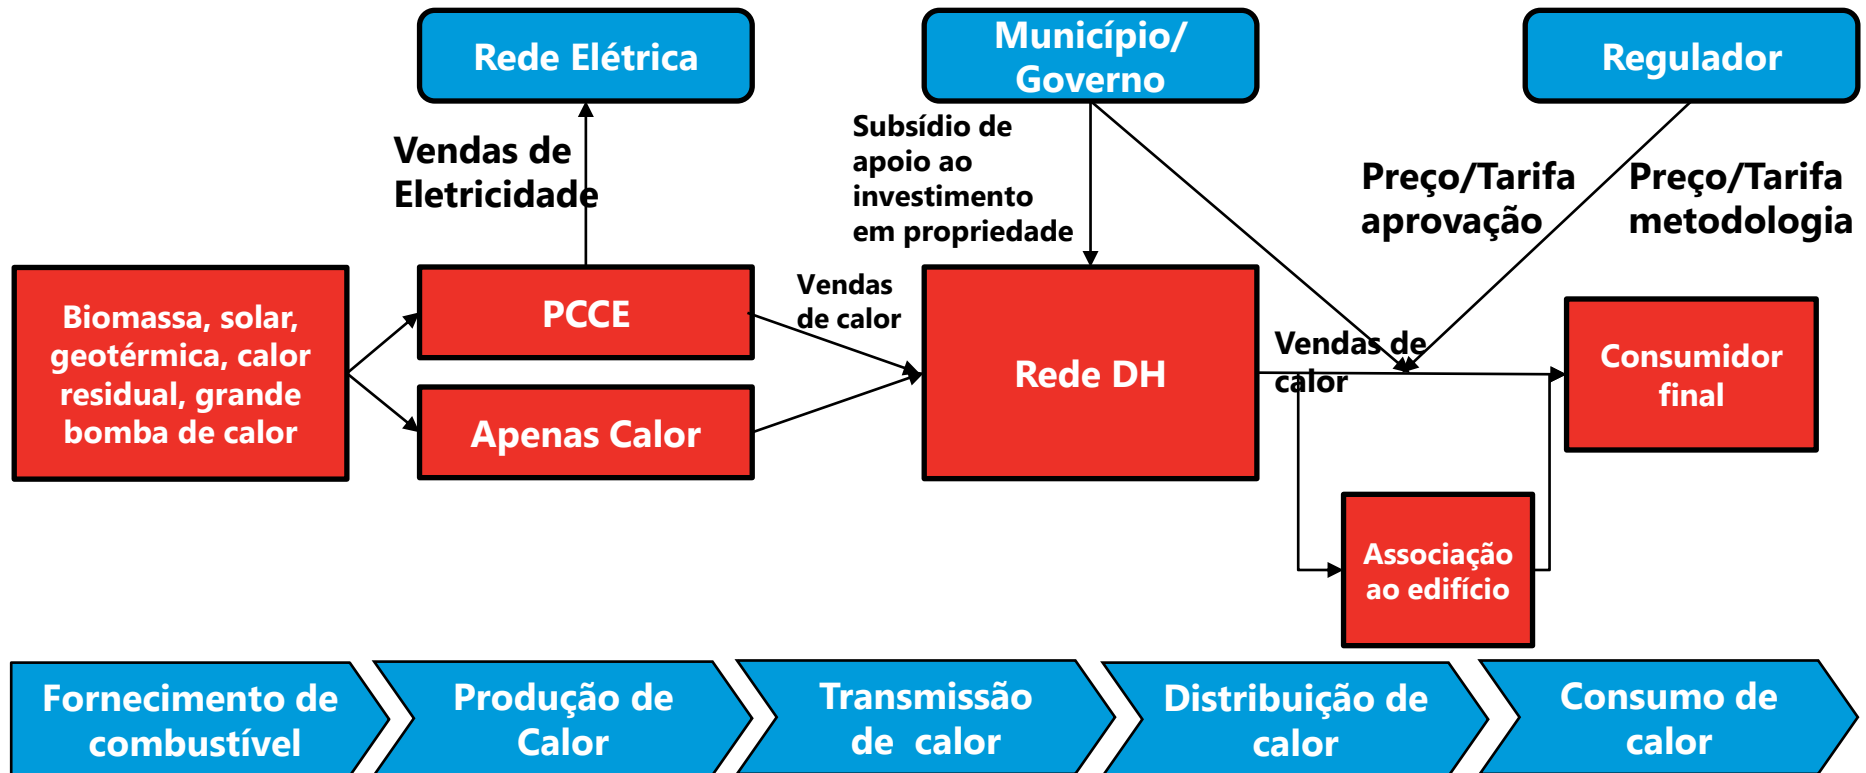 Rede Elétrica
Município/
Governo
Regulador
Vendas de
Eletricidade
Subsídio de
apoio ao
investimento
em propriedade
Preço/Tarifa
aprovação
Preço/Tarifa
metodologia
Biomassa, solar,
geotérmica, calor
residual, grande
bomba de calor
PCCE
Apenas Calor
Vendas
de calor
Rede DH
Vendas de
calor
Consumidor
final
Associação
ao edifício
Fornecimento de
combustível
Produção de
Calor
Transmissão
de calor
Distribuição de
calor
Consumo de
calor